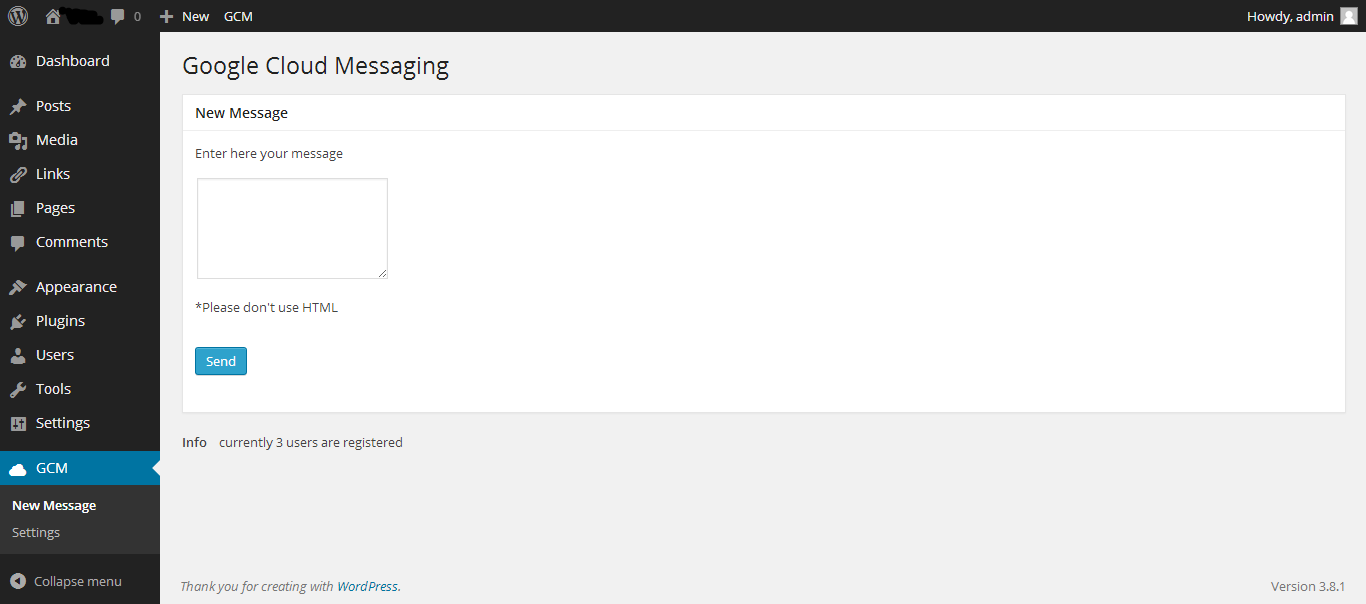 0 New GCM Howdy, admin
Dashboard
Posts
Media
Links
Pages
Comments
Appearance
Plugins
Users
Tools
Settings
GCM
New Message
Settings
Collapse menu
Google Cloud Messaging
New Message
Enter here your message
*Please don't use HTML
Send
Info currently 3 users are registered
Thank you for creating with WordPress. Version 3.8.1